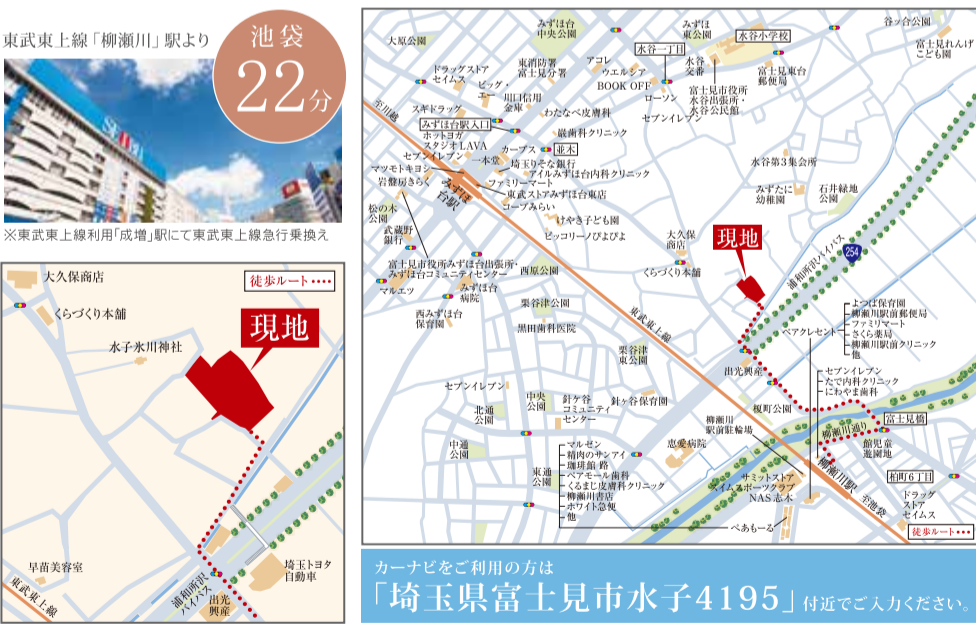 東武東上線「柳瀬川」駅より
池袋
22分
※東武東上線利用「成増」駅にて東武東上線急行乗換え
大久保商店
くらづくり本舗
水子氷川神社
徒歩ルート
現地
早苗美容室
東武東上線
浦和所沢
バイパス
出光
興産
埼玉トヨタ
自動車
大原公園
みずほ台
中央公園
みずほ
東公園
谷ッ合公園
富士見れんげ
こども園
水谷一丁目
水谷小学校
東消防署
富士見分署
アコレ
ウエルシア
BOOK OFF
水谷
交番
富士見東台
郵便局
ドラッグストア
セイムス
ビッグ・
エー
川口信用
金庫
ローソン
富士見市役所
水谷出張所・
水谷公民館
セブンイレブン
至川越
スギドラッグ
わたなべ皮膚科
みずほ台駅入口
ホットヨガ
スタジオLAVA
カーブス
並木
巌歯科クリニック
セブンイレブン
一本堂
埼玉りそな銀行
アイルみずほ台内科クリニック
マツモトキヨシ
岩盤房きらく
みずほ
台駅
ファミリーマート
東武ストアみずほ台東店
コープみらい
水谷第3集会所
みずたに
幼稚園
石井緑地
公園
松の木
公園
武蔵野
銀行
けやき子ども園
ピッコリーノぴよぴよ
大久保
商店
現地
くらづくり本舗
浦和所沢バイパス
254
富士見市役所みずほ台出張所・
みずほ台コミュニティセンター
西原公園
マルエツ
みずほ台
病院
西みずほ台
保育園
栗谷津公園
黒田歯科医院
東武東上線
栗谷津
東公園
ペアクレセント
よつば保育園
柳瀬川駅前郵便局
ファミリマート
さくら薬局
柳瀬川駅前クリニック
他
出光興産
セブンイレブン
たで内科クリニック
にわやま歯科
セブンイレブン
北通
公園
中央
公園
針ケ谷
コミュニティ
センター
針ヶ谷保育園
榎町公園
柳瀬川
駅前駐輪場
柳瀬川通り
富士見橋
館児童
遊園地
中通
公園
恵愛病院
東通
公園
マルゼン
精肉のサンアイ
珈琲館 路
ペアモール歯科
くるまじ皮膚科クリニック
柳瀬川書店
ホワイト急便
他
サミットストア
スイムスポーツクラブ
NAS志木
ぺあもーる
柳瀬川駅
至池袋
柏町6丁目
ドラッグ
ストア
セイムス
徒歩ルート
カーナビをご利用の方は
「埼玉県富士見市水子4195」付近でご入力ください。